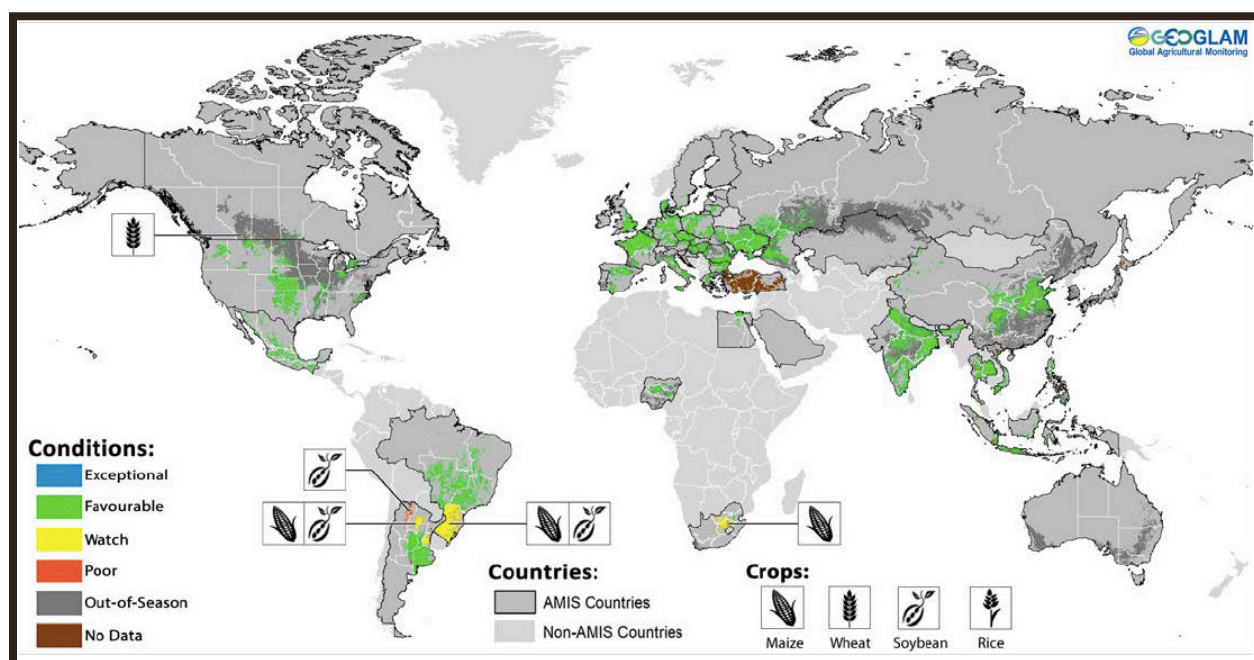 GEOGLAM
Global Agricultural Monitoring
Conditions:
Exceptional
Favourable
Watch
Poor
Out-of-Season
No Data
Countries:
AMIS Countries
Non-AMIS Countries
Crops:
Maize
Wheat
Soybean
Rice